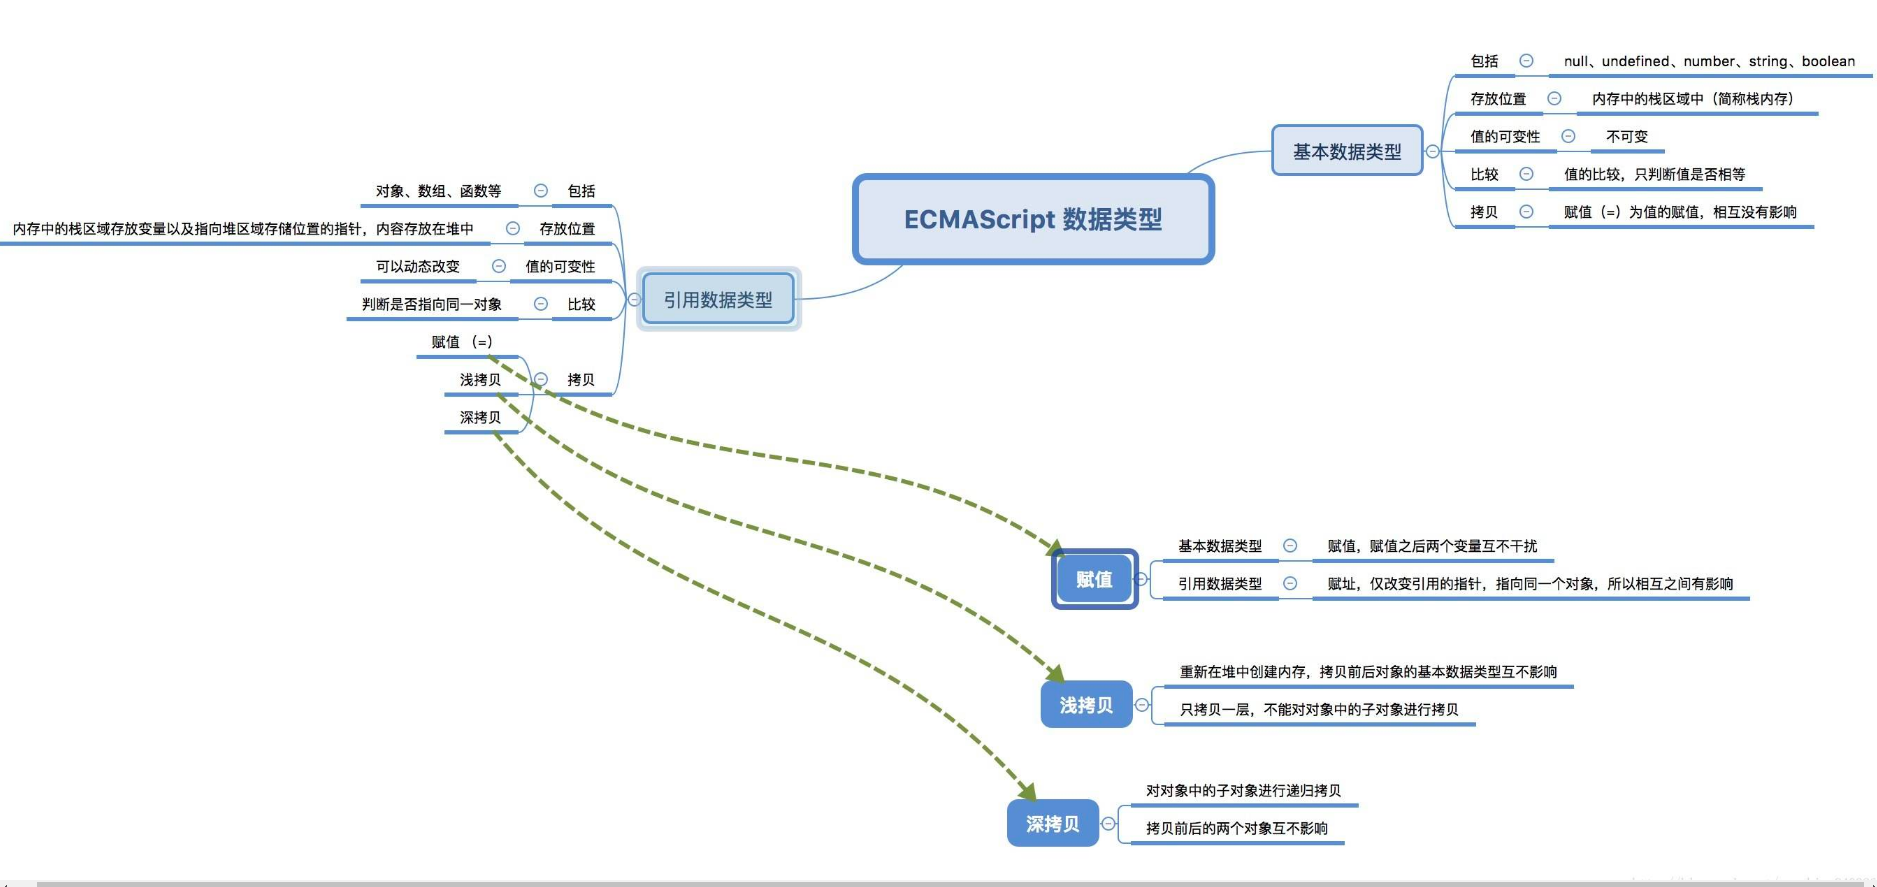 ECMAScript 数据类型
基本数据类型
包括
null、undefined、number、string、boolean
存放位置
内存中的栈区域中（简称栈内存）
值的可变性
不可变
比较
值的比较，只判断值是否相等
拷贝
赋值（=）为值的赋值，相互没有影响
引用数据类型
对象、数组、函数等
包括
内存中的栈区域存放变量以及指向堆区域存储位置的指针，内容存放在堆中
存放位置
可以动态改变
值的可变性
判断是否指向同一对象
比较
赋值 （=）
浅拷贝
拷贝
深拷贝
赋值
基本数据类型
赋值，赋值之后两个变量互不干扰
引用数据类型
赋址，仅改变引用的指针，指向同一个对象，所以相互之间有影响
浅拷贝
重新在堆中创建内存，拷贝前后对象的基本数据类型互不影响
只拷贝一层，不能对对象中的子对象进行拷贝
深拷贝
对对象中的子对象进行递归拷贝
拷贝前后的两个对象互不影响